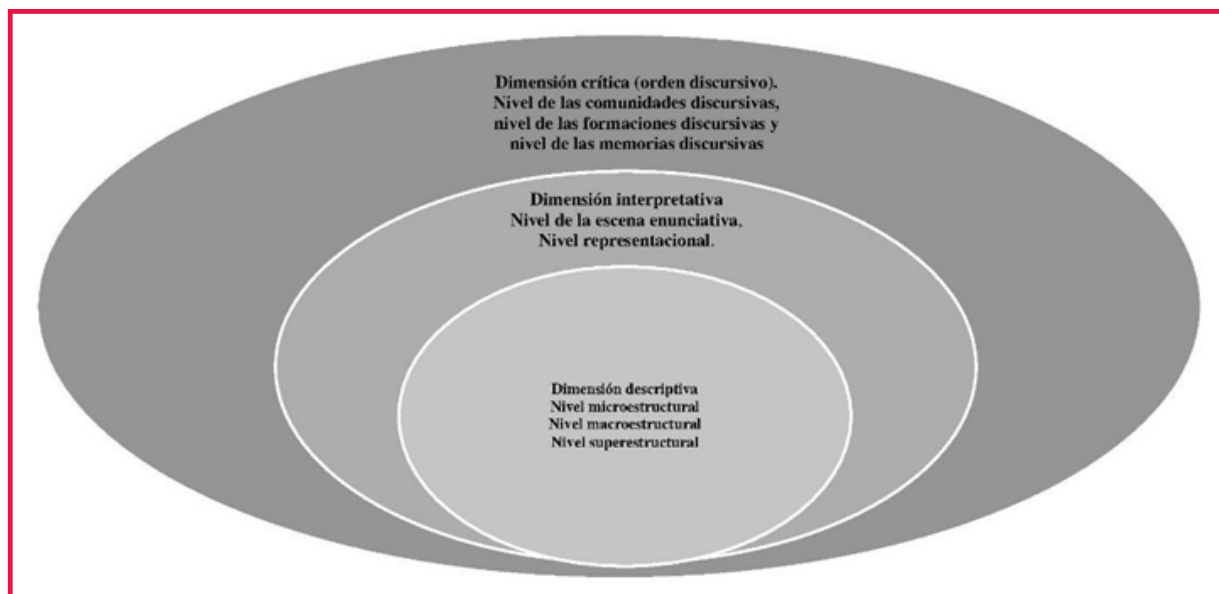 Dimensión crítica (orden discursivo).
Nivel de las comunidades discursivas,
nivel de las formaciones discursivas y
nivel de las memorias discursivas
Dimensión interpretativa
Nivel de la escena enunciativa,
Nivel representacional.
Dimensión descriptiva
Nivel microestructural
Nivel macroestructural
Nivel superestructural